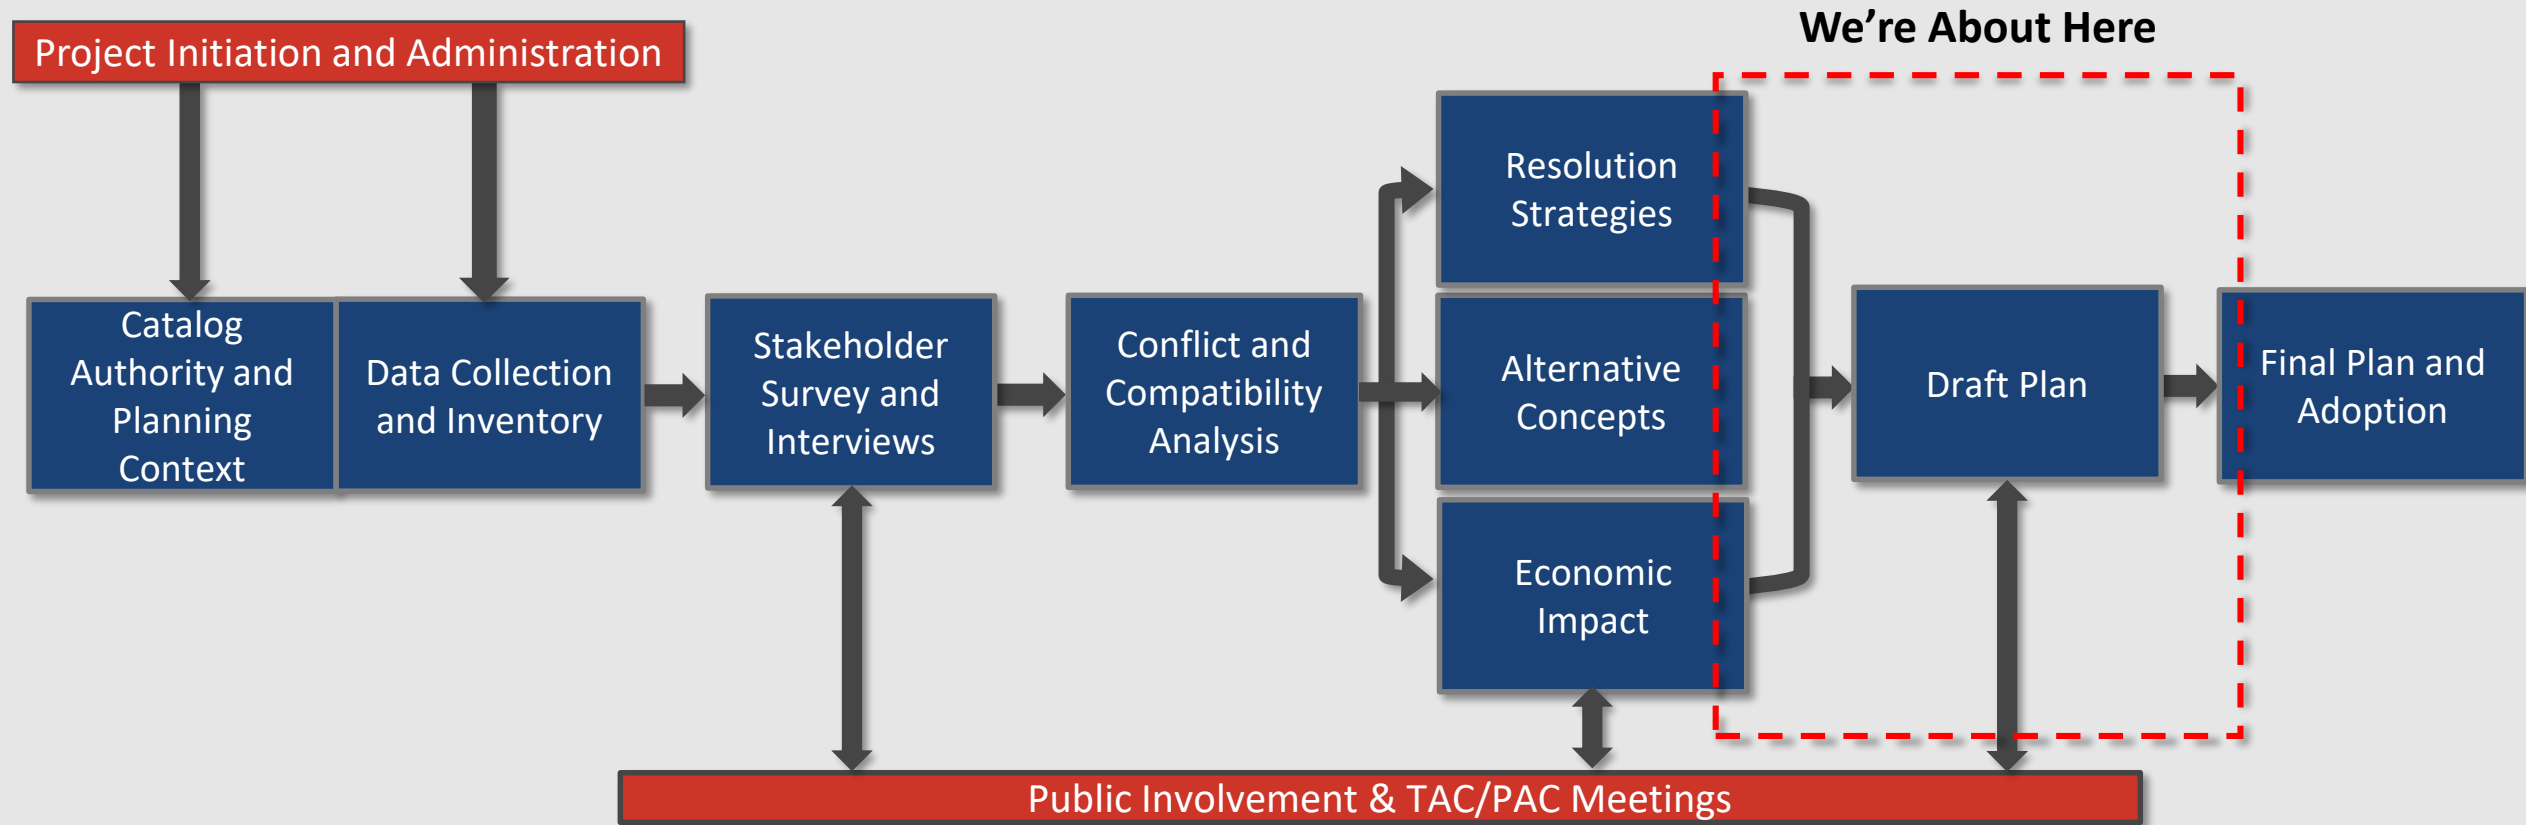 We’re About Here
Project Initiation and Administration
Catalog
Authority and
Planning
Context
Data Collection
and Inventory
Stakeholder
Survey and
Interviews
Conflict and
Compatibility
Analysis
Resolution
Strategies
Alternative
Concepts
Economic
Impact
Draft Plan
Final Plan and
Adoption
Public Involvement & TAC/PAC Meetings